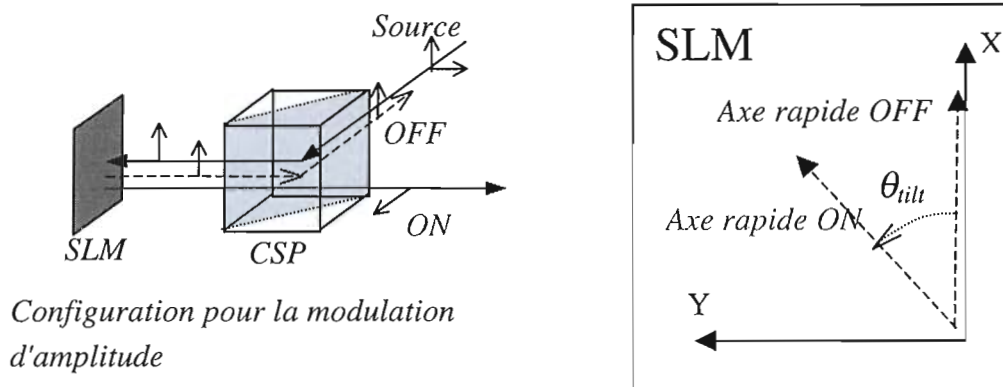 Source
OFF
ON
SLM
CSP
Configuration pour la modulation
d'amplitude
SLM
X
Axe rapide OFF
θtilt
Axe rapide ON
Y